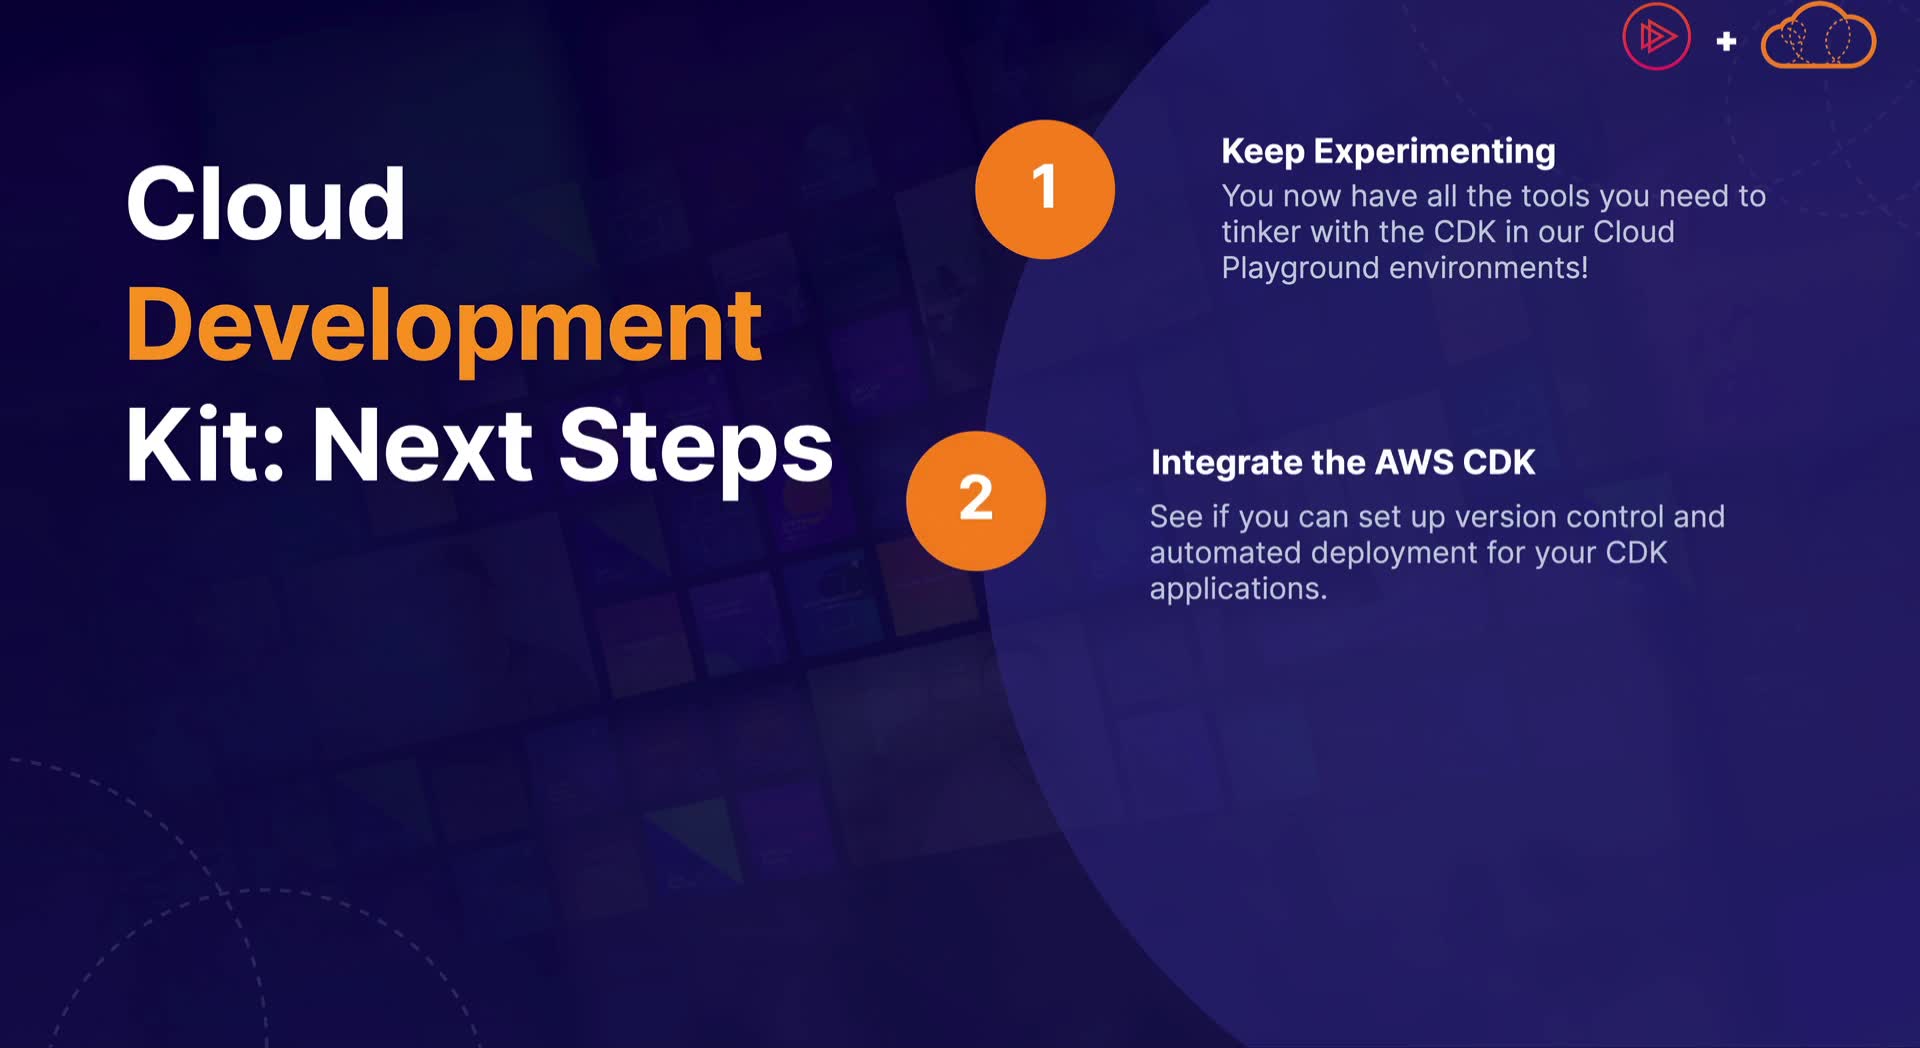 Cloud
Development
Kit: Next Steps
1
Keep Experimenting
You now have all the tools you need to
tinker with the CDK in our Cloud
Playground environments!
2
Integrate the AWS CDK
See if you can set up version control and
automated deployment for your CDK
applications.